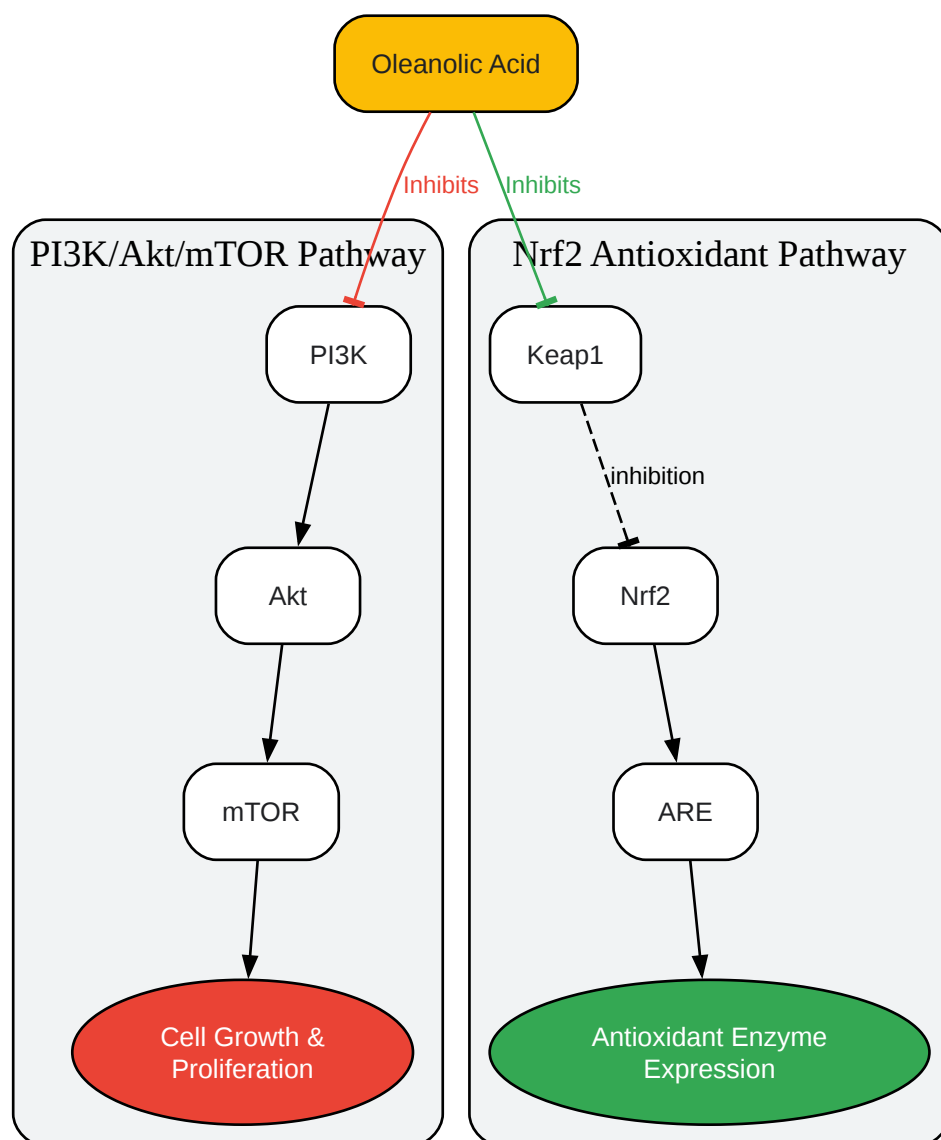 Oleanolic Acid
Inhibits
Inhibits
PI3K/Akt/mTOR Pathway
PI3K
Akt
mTOR
Cell Growth &
Proliferation
Nrf2 Antioxidant Pathway
Keap1
inhibition
Nrf2
ARE
Antioxidant Enzyme
Expression